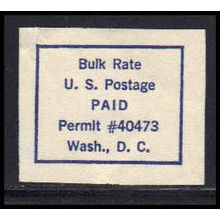 Bulk Rate
U. S. Postage
PAID
Permit #40473
Wash., D. C.